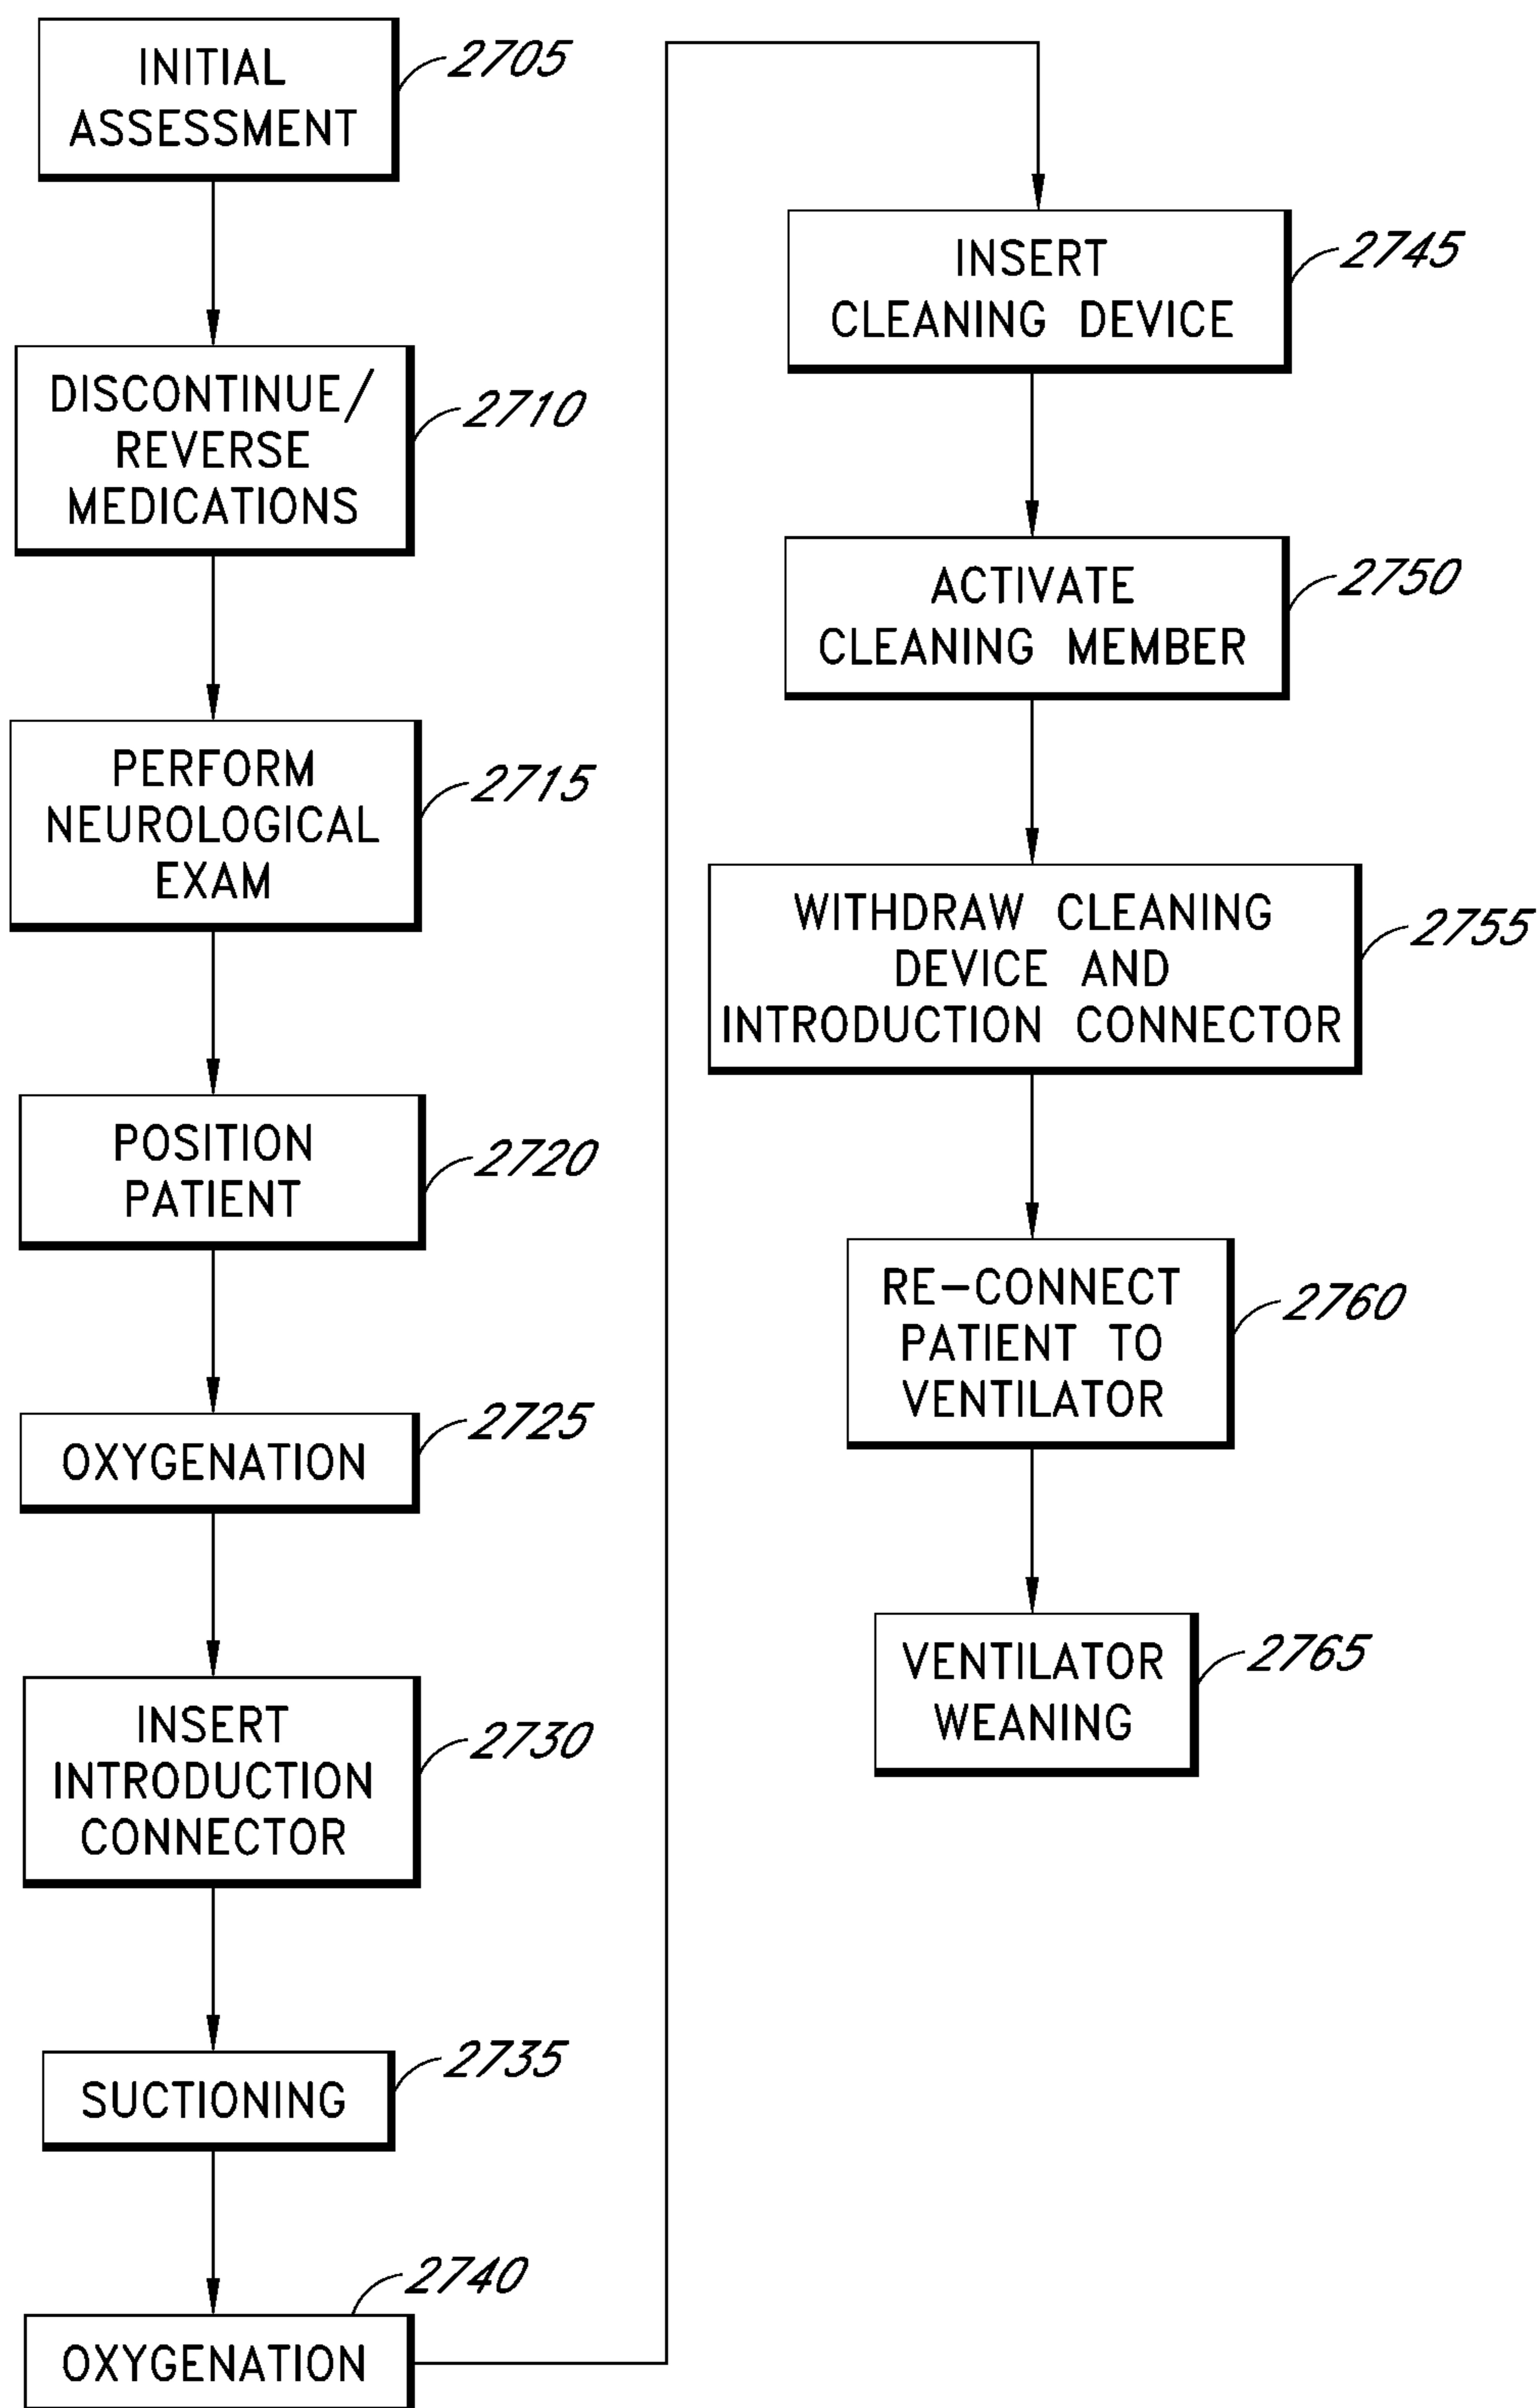 INITIAL
ASSESSMENT
2705
DISCONTINUE/
REVERSE
MEDICATIONS
2710
PERFORM
NEUROLOGICAL
EXAM
2715
POSITION
PATIENT
2720
OXYGENATION
2725
INSERT
INTRODUCTION
CONNECTOR
2730
SUCTIONING
2735
OXYGENATION
2740
INSERT
CLEANING DEVICE
2745
ACTIVATE
CLEANING MEMBER
2750
WITHDRAW CLEANING
DEVICE AND
INTRODUCTION CONNECTOR
2755
RE-CONNECT
PATIENT TO
VENTILATOR
2760
VENTILATOR
WEANING
2765